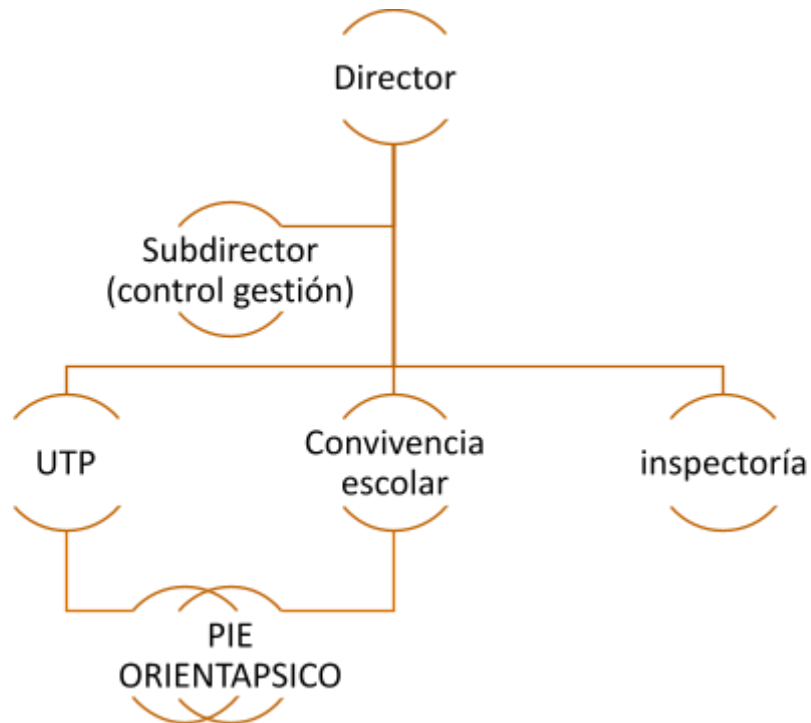 Director
Subdirector
(control gestión)
UTP
Convivencia
escolar
inspectoría
PIE
ORIENTAPSICO